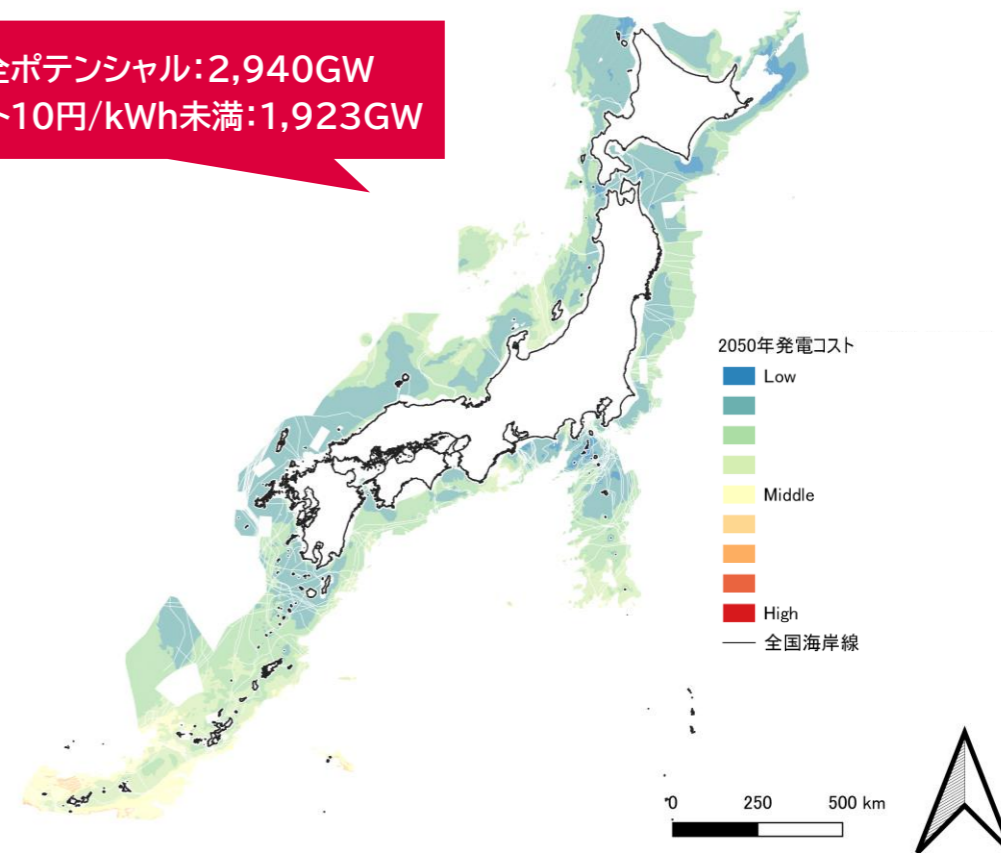 全ポテンシャル：2,940GW
ト10円/kWh未満：1,923GW
2050年発電コスト
Low
Middle
High
全国海岸線
0 250 500 km